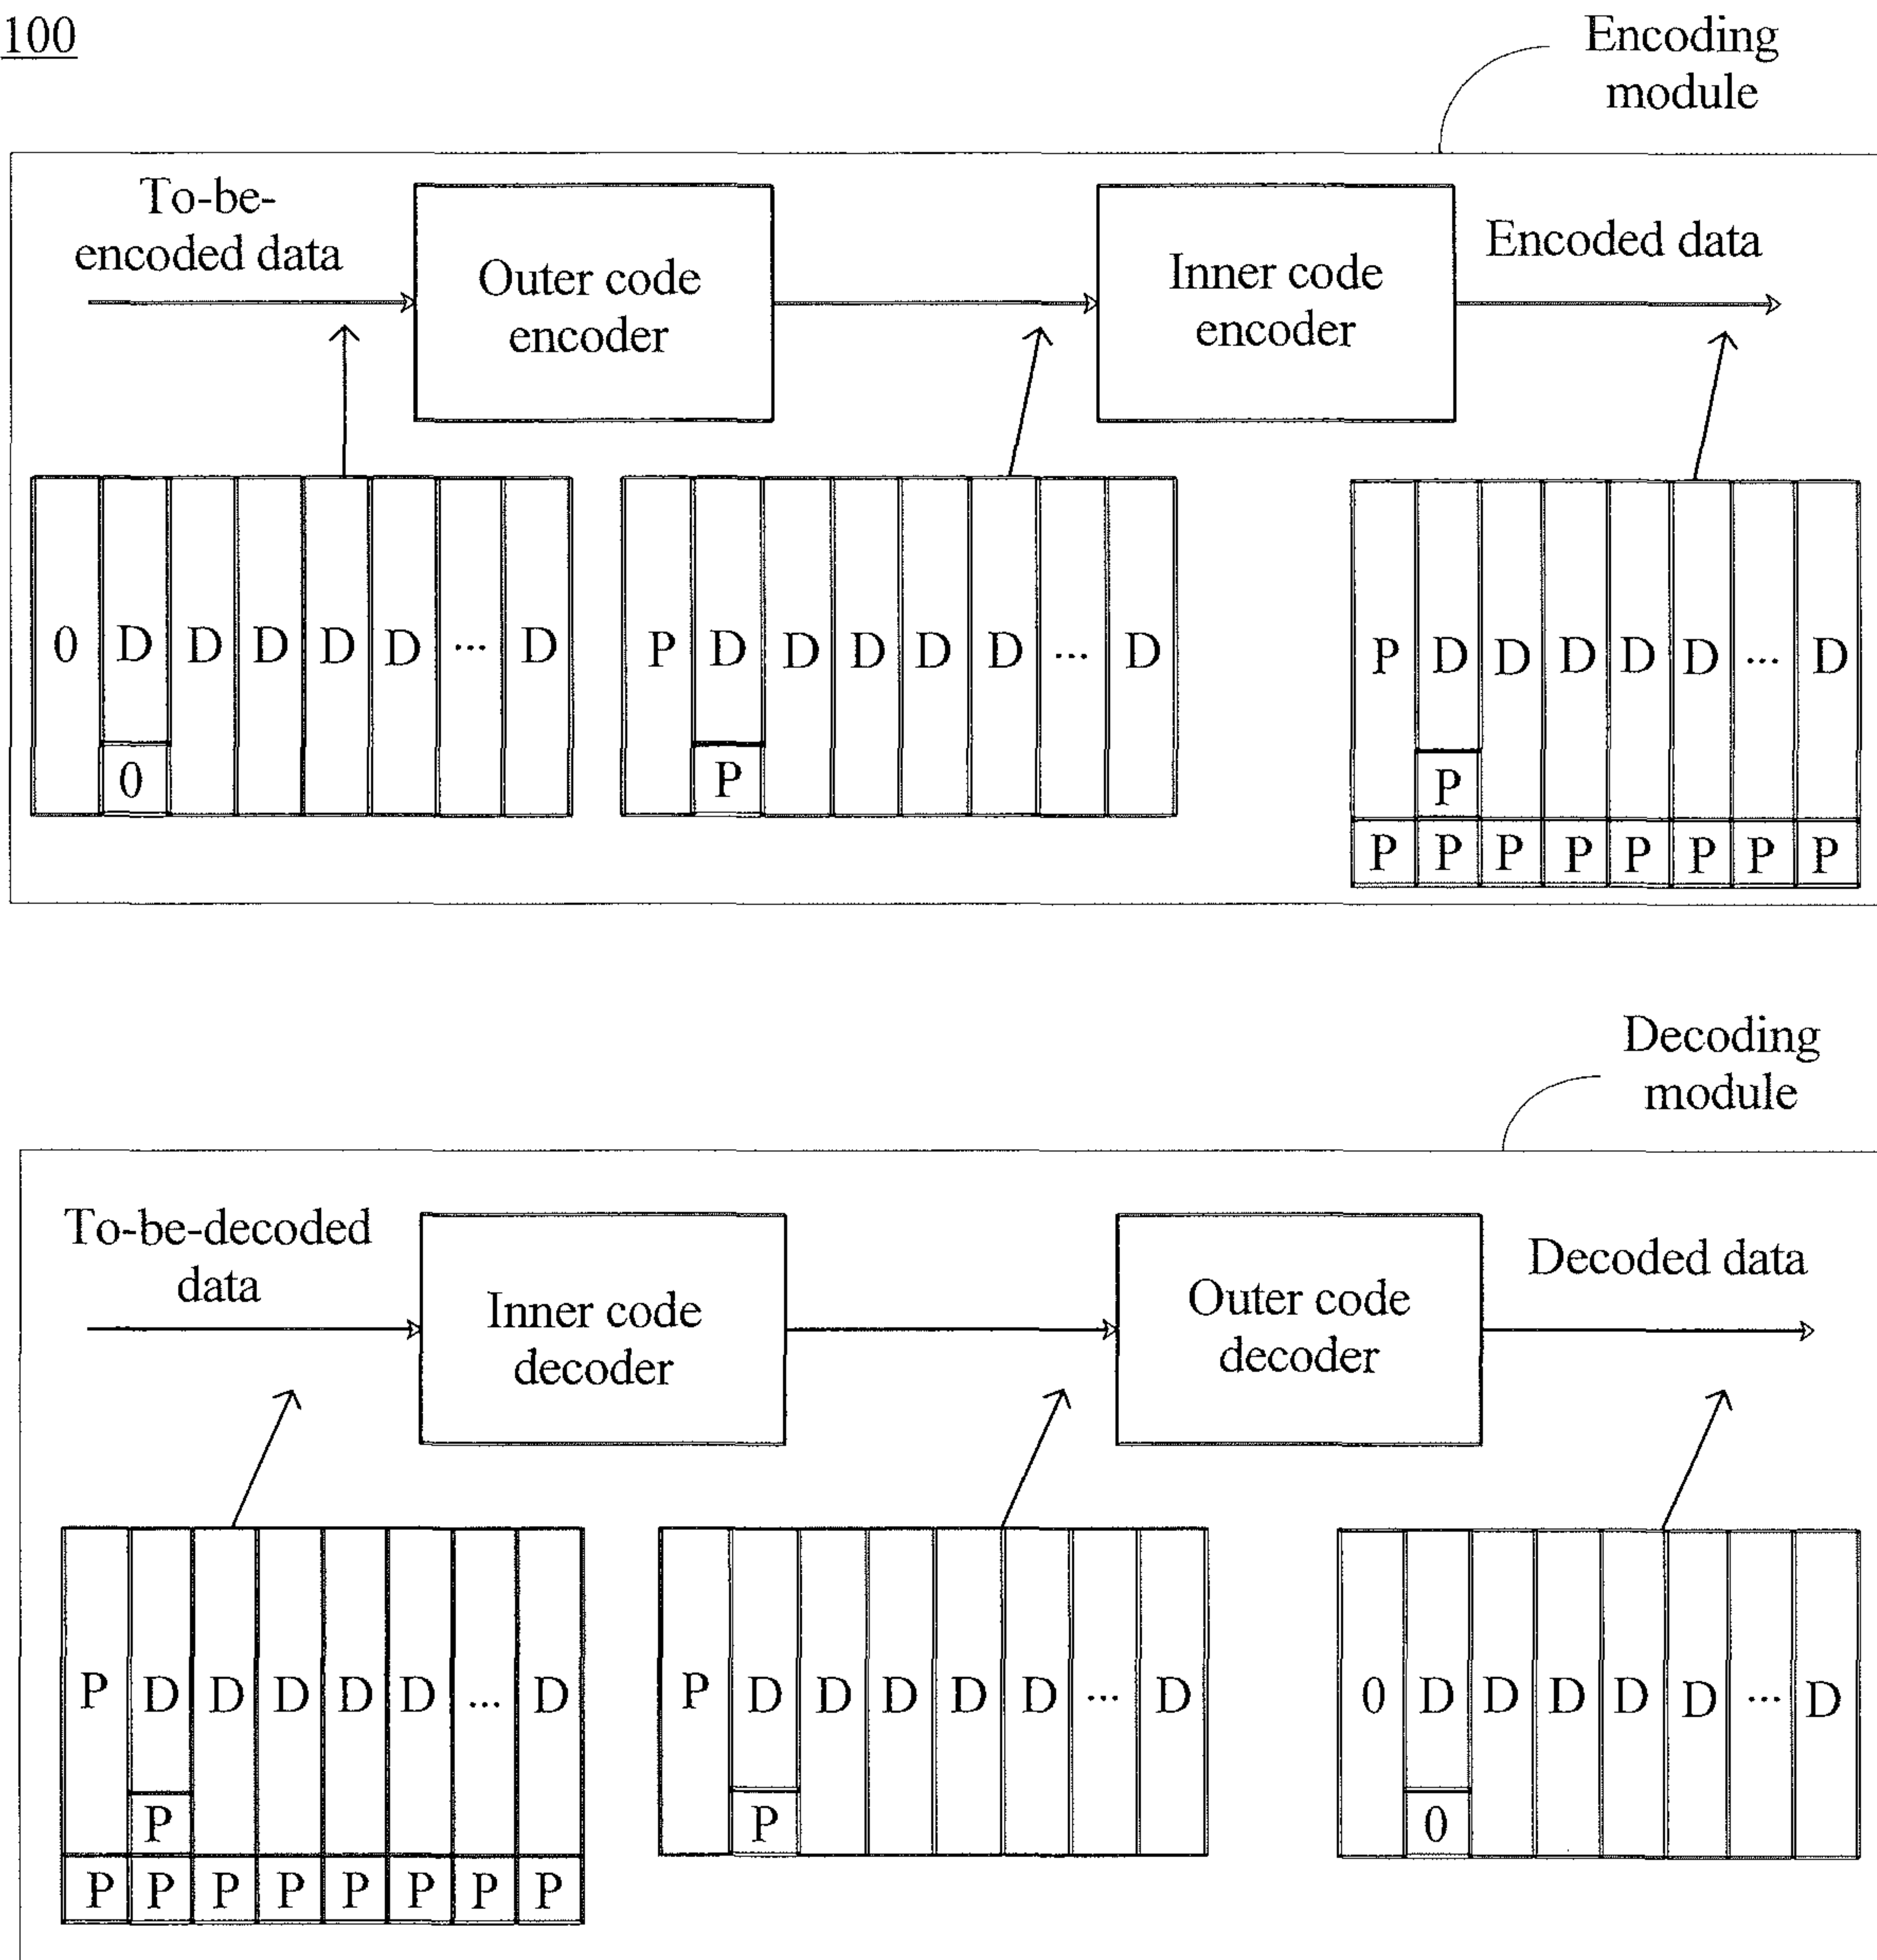 100
Encoding
module
To-be-
encoded data
Outer code
encoder
Inner code
encoder
Encoded data
0 D D D D D ... D
0
P D D D D D ... D
P
P D D D D D ... D
P
P P P P P P P P
Decoding
module
To-be-decoded
data
Inner code
decoder
Outer code
decoder
Decoded data
P D D D D D ... D
P
P P P P P P P P
P D D D D D ... D
P
0 D D D D D ... D
0